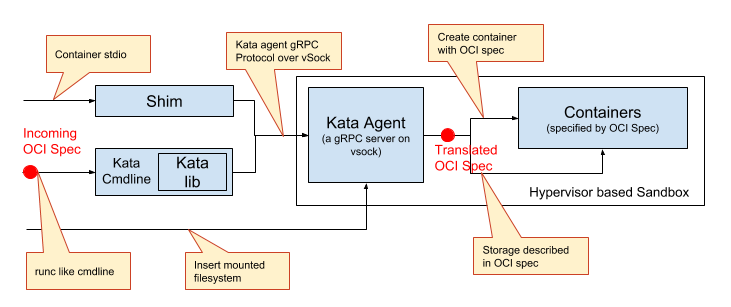 Container stdio
Kata agent gRPC
Protocol over vSock
Create container
with OCI spec
Shim
Incoming
OCI Spec
Kata
Cmdline
Kata
lib
Kata Agent
(a gRPC server on
vsock)
Translated
OCI Spec
Containers
(specified by OCI Spec)
Hypervisor based Sandbox
runc like cmdline
Insert mounted
filesystem
Storage described
in OCI spec